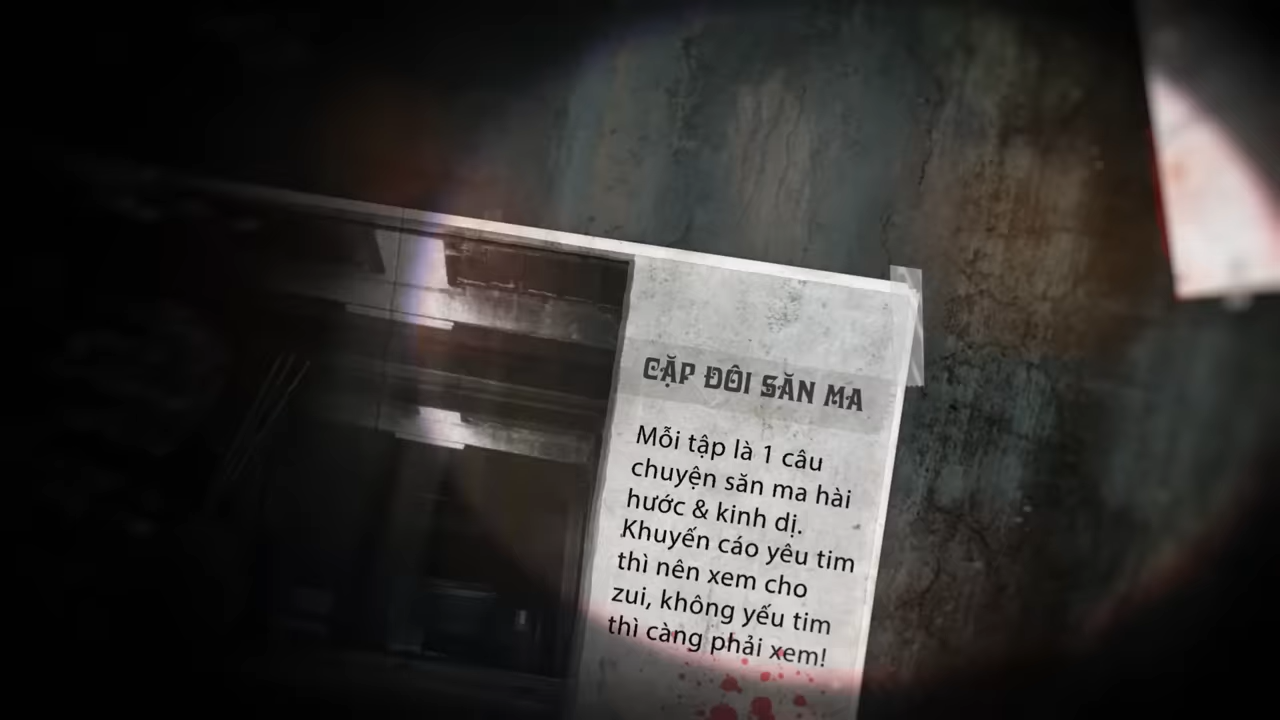 CẶP ĐÔI SĂN MA
Mỗi tập là 1 câu
chuyện săn ma hài
hước & kinh dị.
Khuyến cáo yêu tim
thì nên xem cho
zui, không yếu tim
thì càng phải xem!